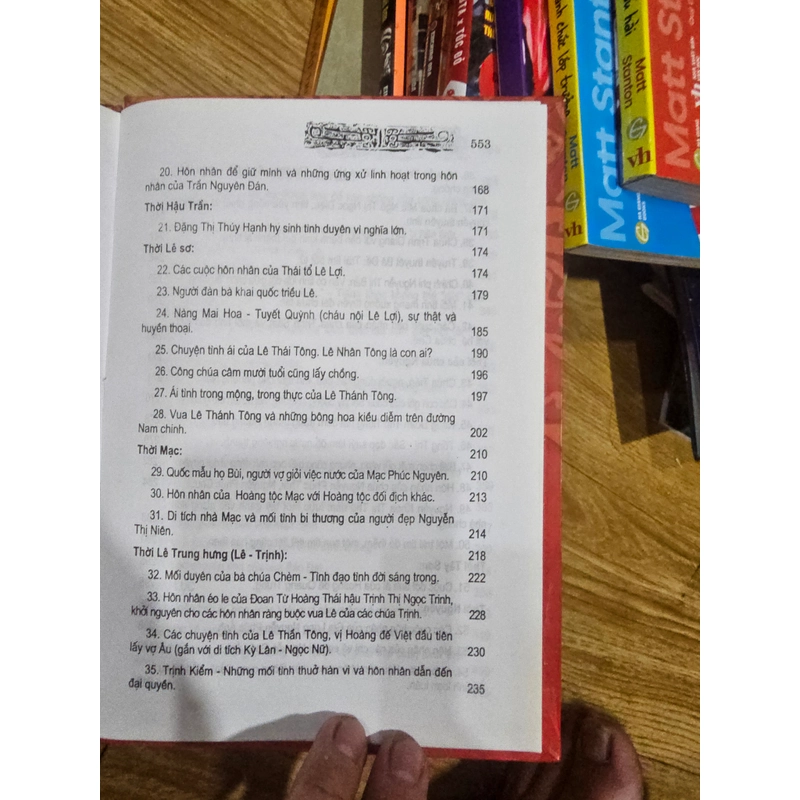 553
20. Hôn nhân để giữ mình và những ứng xử linh hoạt trong hôn
nhân của Trần Nguyên Đán. 168
Thời Hậu Trần: 171
21. Đặng Thị Thúy Hạnh hy sinh tình duyên vì nghĩa lớn. 171
Thời Lê sơ: 174
22. Các cuộc hôn nhân của Thái tổ Lê Lợi. 174
23. Người đàn bà khai quốc triều Lê. 179
24. Nàng Mai Hoa - Tuyết Quỳnh (cháu nội Lê Lợi), sự thật và
huyền thoại. 185
25. Chuyện tình ái của Lê Thái Tông. Lê Nhân Tông là con ai? 190
26. Công chúa câm mười tuổi cũng lấy chồng. 196
27. Ái tình trong mộng, trong thực của Lê Thánh Tông. 197
28. Vua Lê Thánh Tông và những bông hoa kiều diễm trên đường
Nam chinh. 202
Thời Mạc: 210
29. Quốc mẫu họ Bùi, người vợ giỏi việc nước của Mạc Phúc Nguyên. 210
30. Hôn nhân của Hoàng tộc Mạc với Hoàng tộc đối địch khác. 213
31. Di tích nhà Mạc và mối tình bi thương của người đẹp Nguyễn
Thị Niên. 214
Thời Lê Trung hưng (Lê - Trịnh): 218
32. Mối duyên của bà chúa Chèm - Tình đạo tình đời sáng trong. 222
33. Hôn nhân éo le của Đoan Từ Hoàng Thái hậu Trịnh Thị Ngọc Trinh,
khởi nguyên cho các hôn nhân ràng buộc vua Lê của các chúa Trịnh. 228
34. Các chuyện tình của Lê Thần Tông, vị Hoàng đế Việt đầu tiên
lấy vợ Âu (gắn với di tích Kỳ Lân - Ngọc Nữ). 230
35. Trịnh Kiểm - Những mối tình thuở hàn vi và hôn nhân dẫn đến
đại quyền. 235
Matt Stanton
vh
Matt Stanton
vh